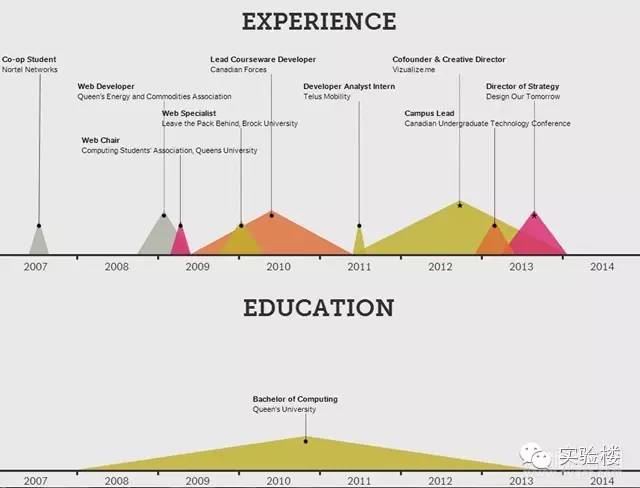 EXPERIENCE
Co-op Student
Nortel Networks
Lead Courseware Developer
Canadian Forces
Cofounder & Creative Director
Vizualize.me
Web Developer
Queen's Energy and Commodities Association
Developer Analyst Intern
Telus Mobility
Director of Strategy
Design Our Tomorrow
Web Specialist
Leave the Pack Behind, Brock University
Campus Lead
Canadian Undergraduate Technology Conference
Web Chair
Computing Students' Association, Queens University
2007 2008 2009 2010 2011 2012 2013 2014
EDUCATION
Bachelor of Computing
Queen's University
实验楼
2007 2008 2009 2010 2011 2012 2013 2014